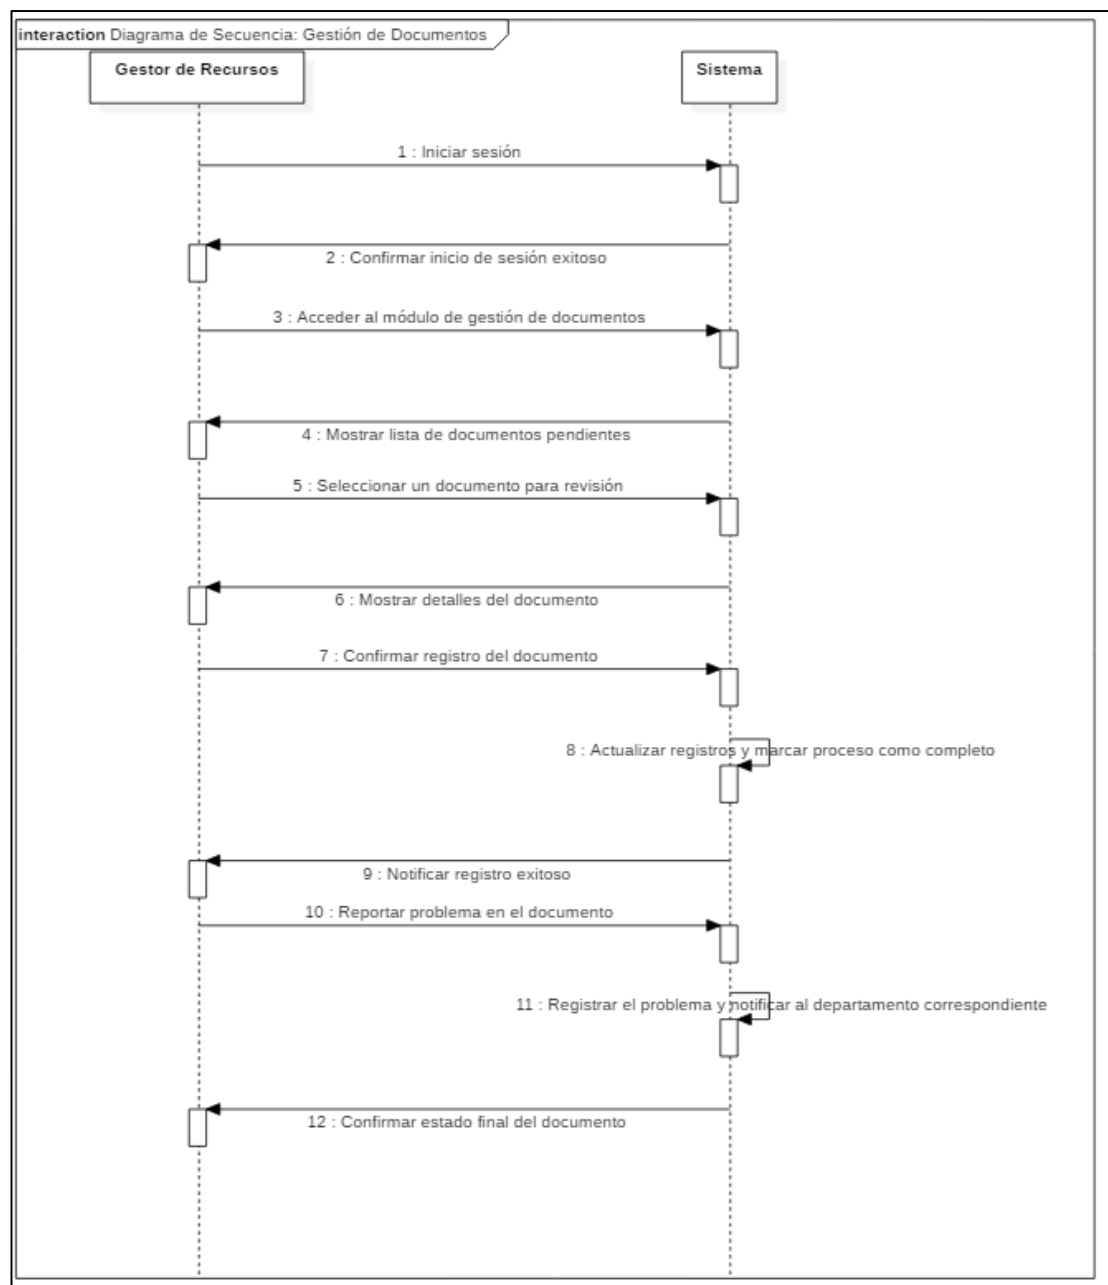 interaction Diagrama de Secuencia: Gestión de Documentos
Gestor de Recursos
Sistema
1 : Iniciar sesión
2 : Confirmar inicio de sesión exitoso
3 : Acceder al módulo de gestión de documentos
4 : Mostrar lista de documentos pendientes
5 : Seleccionar un documento para revisión
6 : Mostrar detalles del documento
7 : Confirmar registro del documento
8 : Actualizar registros y marcar proceso como completo
9 : Notificar registro exitoso
10 : Reportar problema en el documento
11 : Registrar el problema y notificar al departamento correspondiente
12 : Confirmar estado final del documento